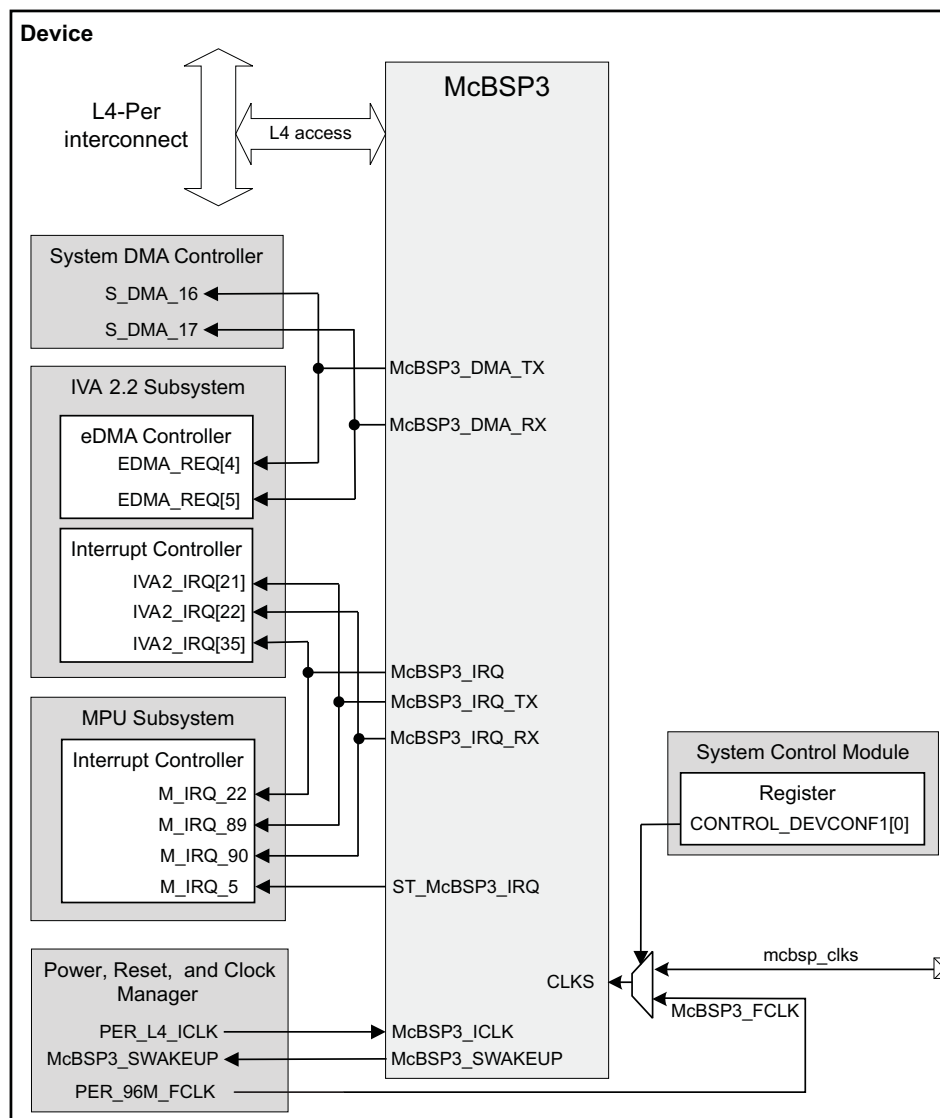 Device
McBSP3
L4-Per
interconnect
L4 access
System DMA Controller
S_DMA_16
S_DMA_17
McBSP3_DMA_TX
IVA 2.2 Subsystem
McBSP3_DMA_RX
eDMA Controller
EDMA_REQ[4]
EDMA_REQ[5]
Interrupt Controller
IVA2_IRQ[21]
IVA2_IRQ[22]
IVA2_IRQ[35]
McBSP3_IRQ
McBSP3_IRQ_TX
McBSP3_IRQ_RX
MPU Subsystem
Interrupt Controller
M_IRQ_22
M_IRQ_89
M_IRQ_90
M_IRQ_5
ST_McBSP3_IRQ
System Control Module
Register
CONTROL_DEVCONF1[0]
mcbsp_clks
CLKS
McBSP3_FCLK
Power, Reset, and Clock
Manager
PER_L4_ICLK
McBSP3_ICLK
McBSP3_SWAKEUP
McBSP3_SWAKEUP
PER_96M_FCLK